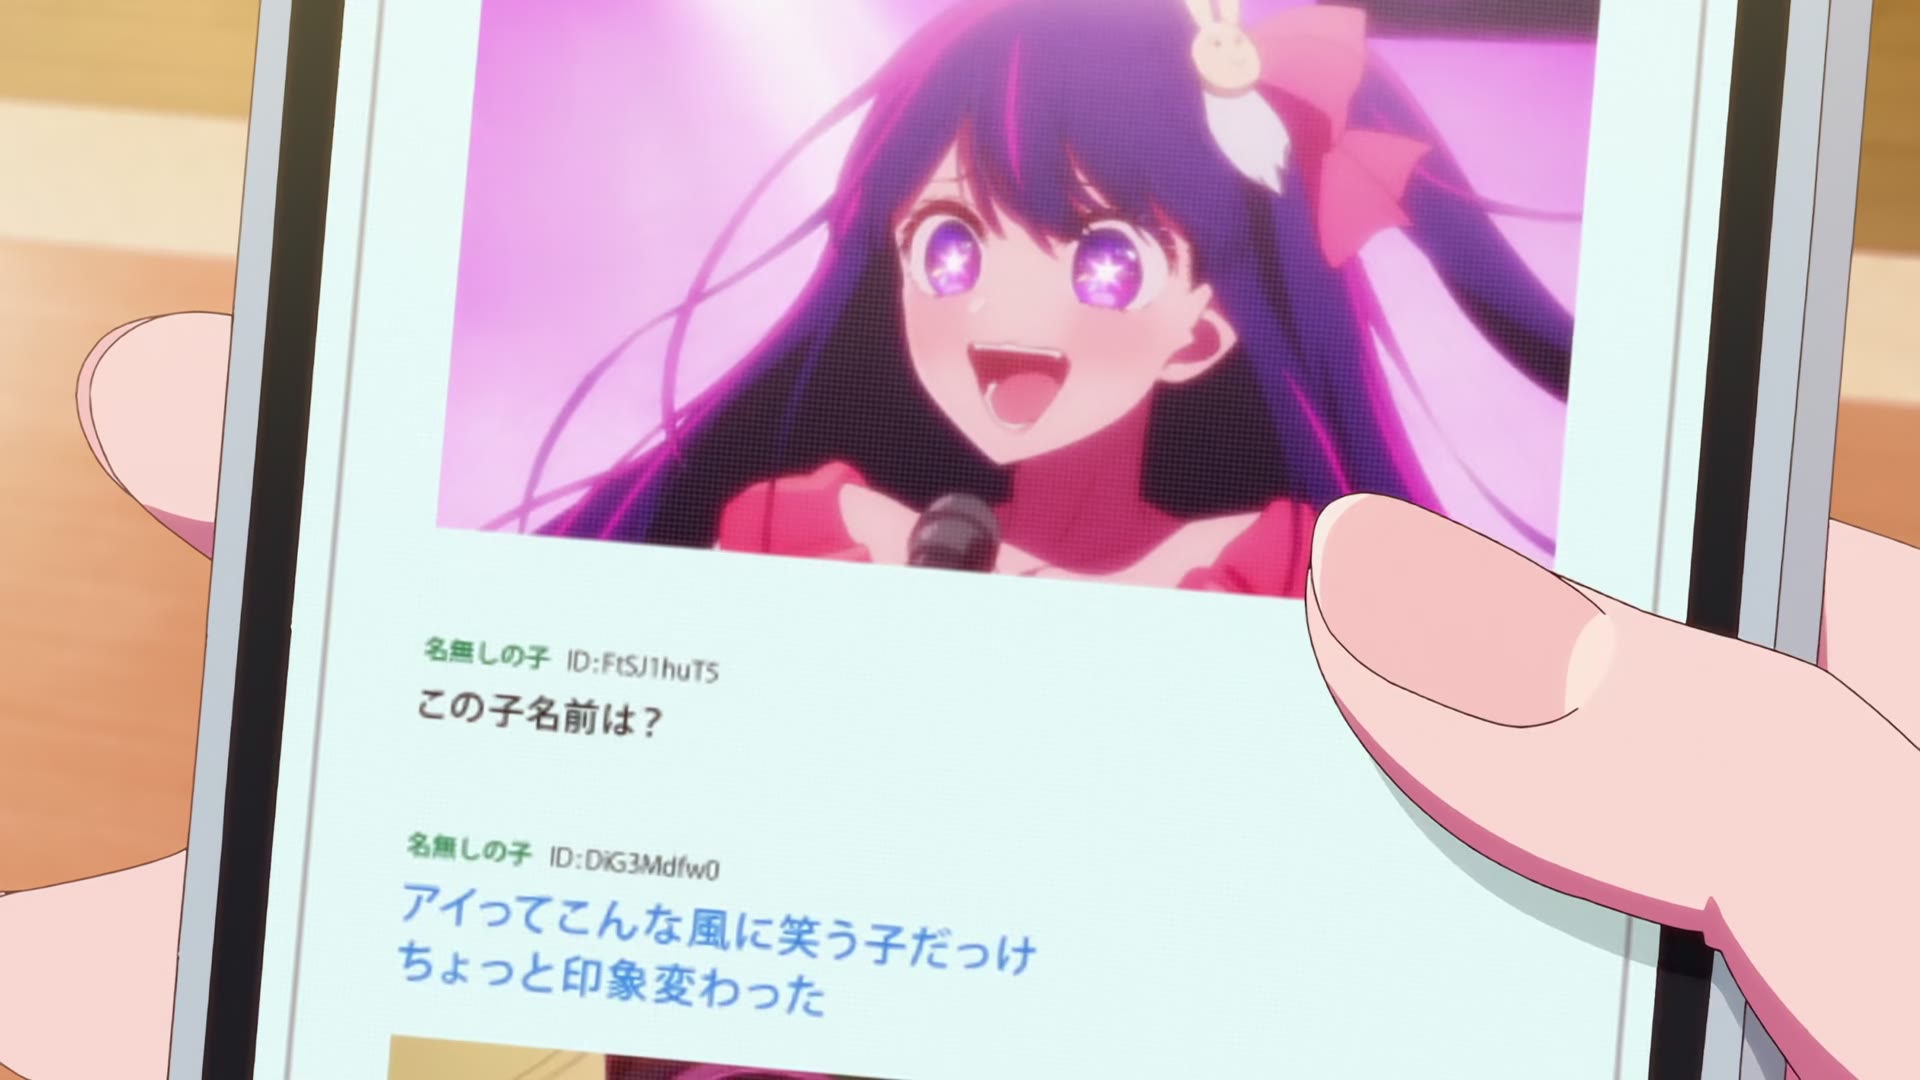 名無しの子 ID:FtSJ1huT5
この子名前は？
名無しの子 ID:DiG3Mdfw0
アイってこんな風に笑う子だっけ
ちょっと印象変わった